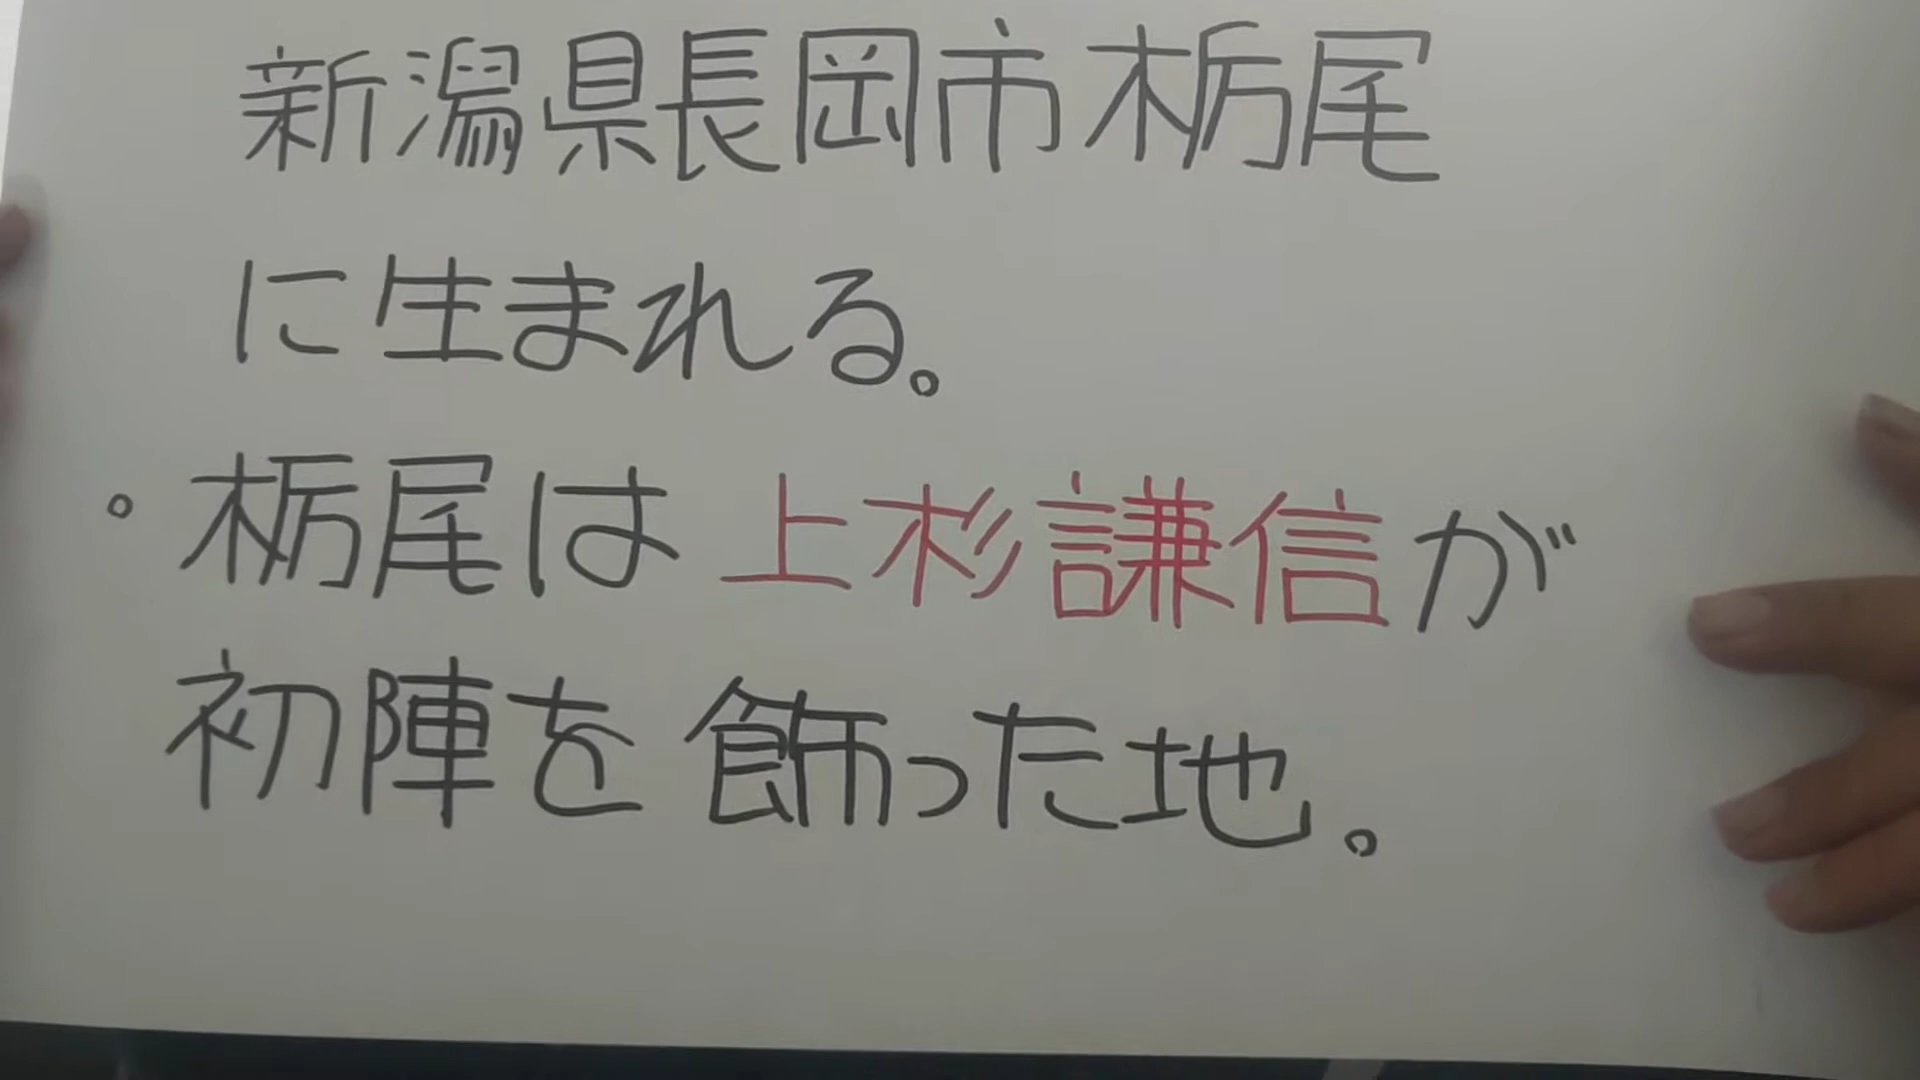 新潟県長岡市栃尾
に生まれる。
。栃尾は上杉謙信が
初陣を飾った地。